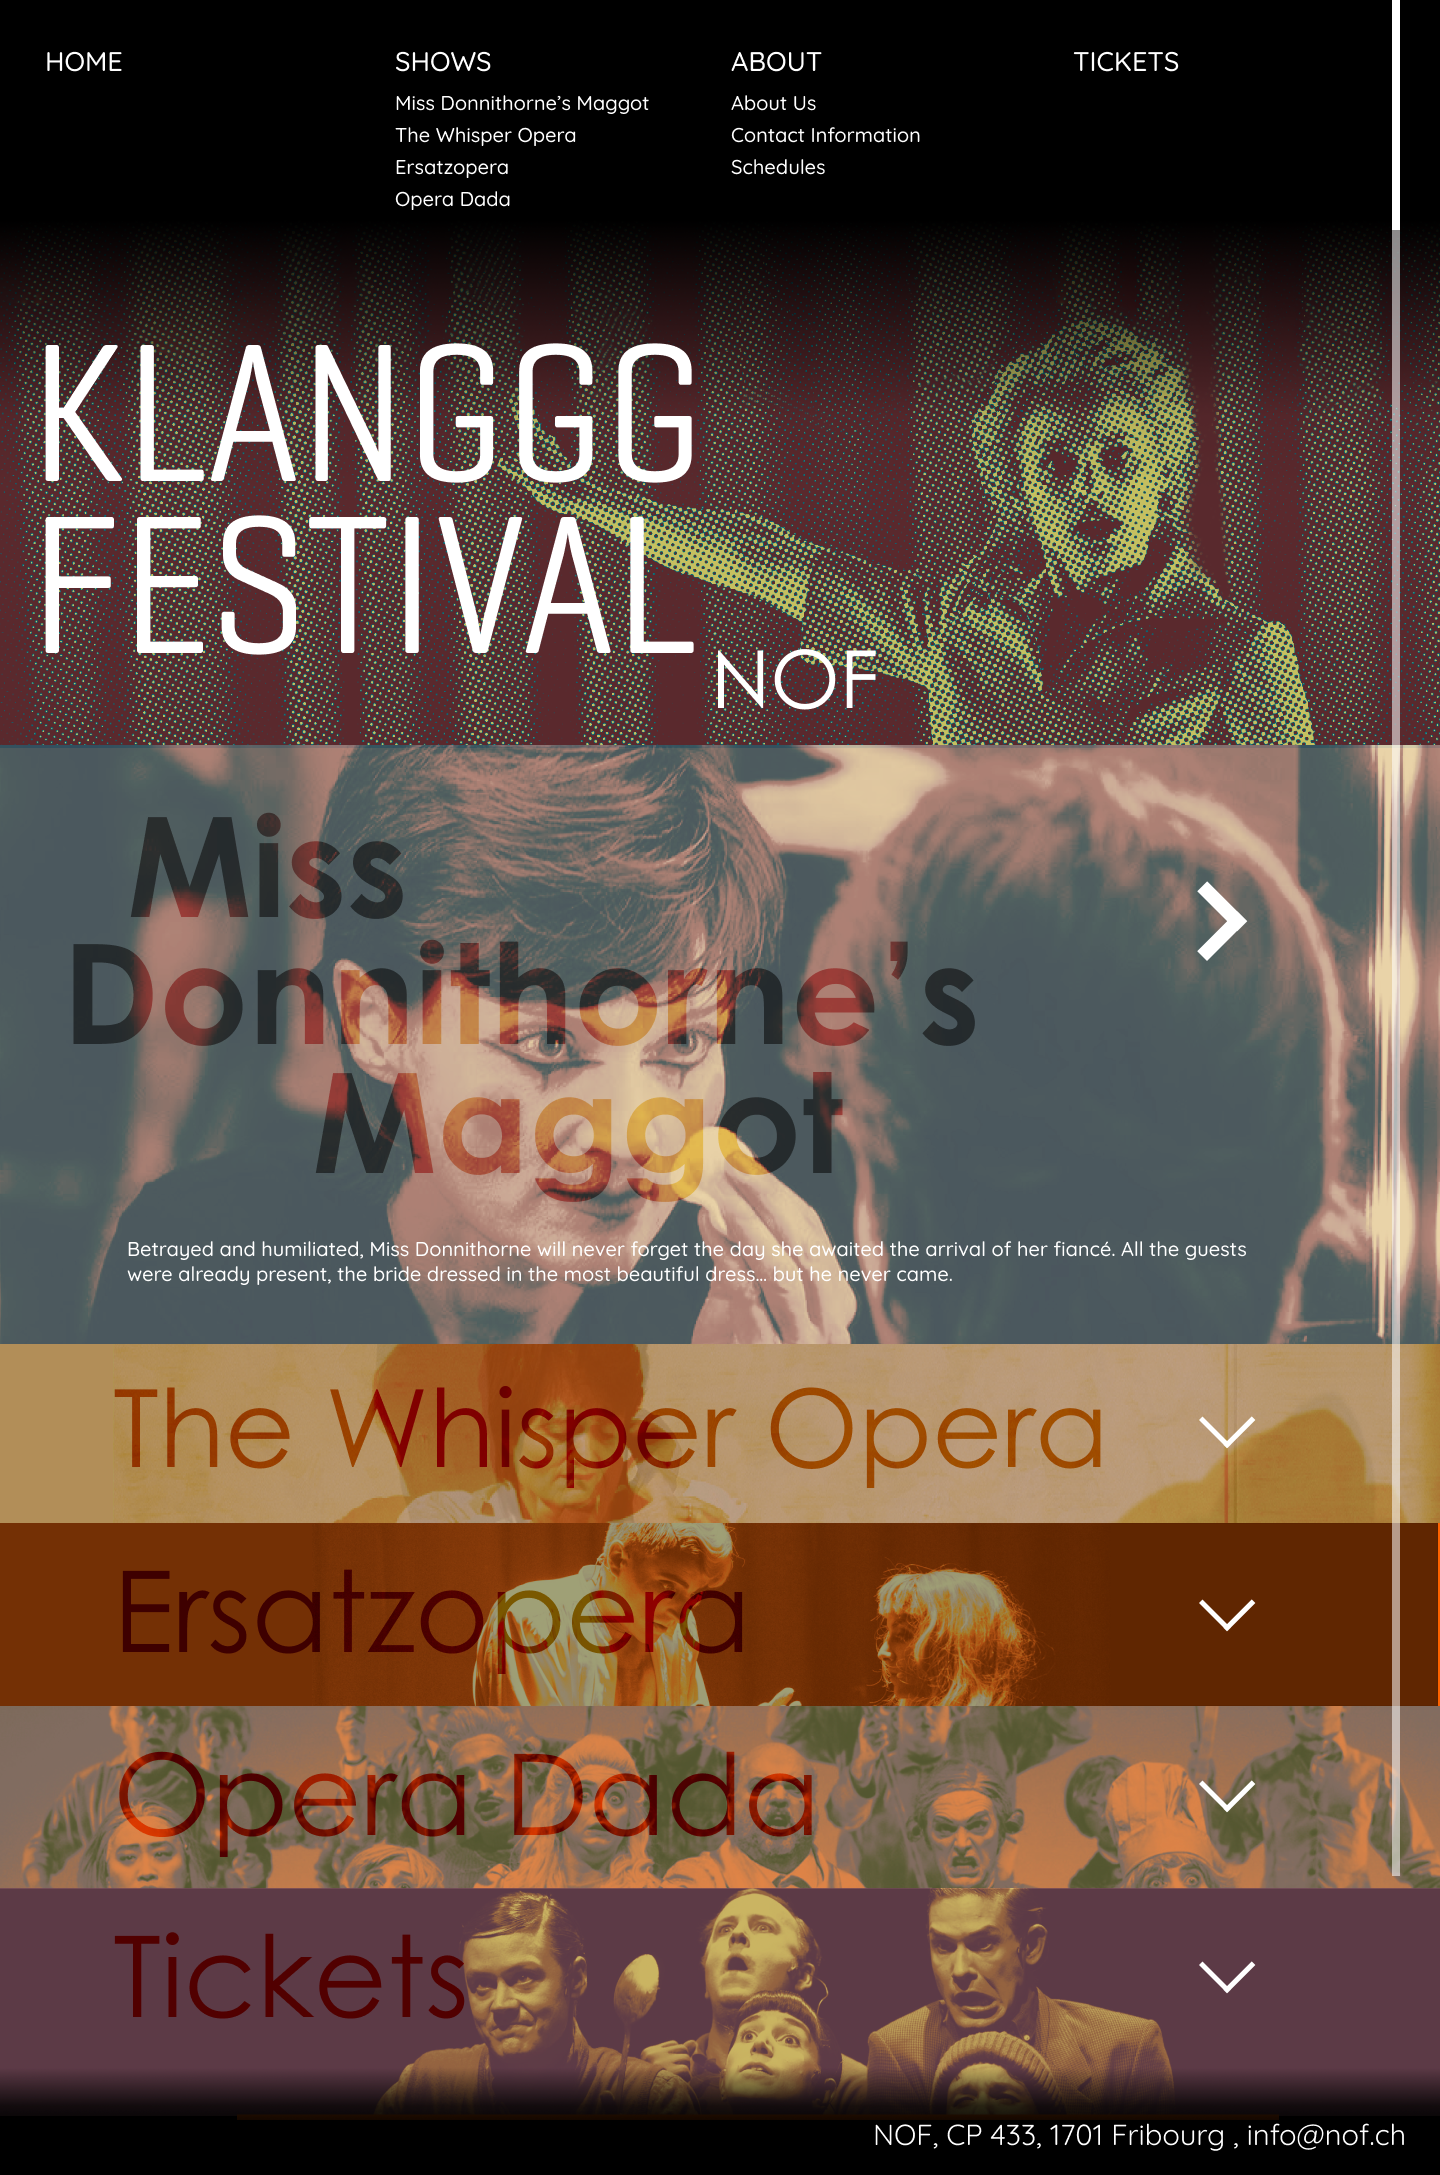 HOME
SHOWS
Miss Donnithorne’s Maggot
The Whisper Opera
Ersatzopera
Opera Dada
ABOUT
About Us
Contact Information
Schedules
TICKETS
KLANGGG
FESTIVAL
NOF
Miss
Donnithorne’s
Maggot
Betrayed and humiliated, Miss Donnithorne will never forget the day she awaited the arrival of her fiancé. All the guests
were already present, the bride dressed in the most beautiful dress... but he never came.
The Whisper Opera
Ersatzopera
Opera Dada
Tickets
NOF, CP 433, 1701 Fribourg , info@nof.ch